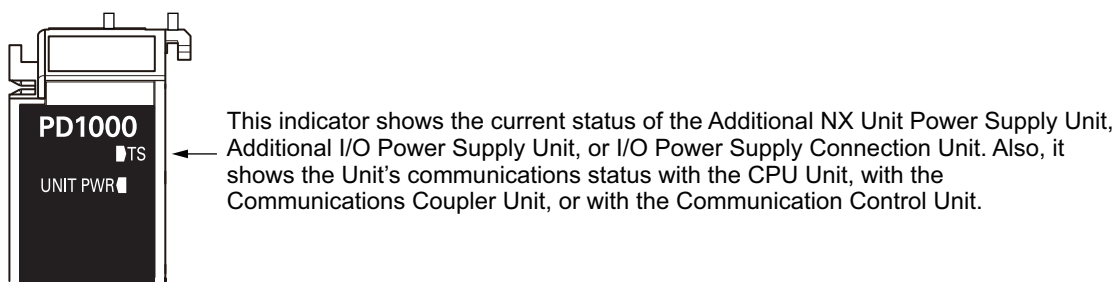 PD1000
TS
UNIT PWR
This indicator shows the current status of the Additional NX Unit Power Supply Unit,
Additional I/O Power Supply Unit, or I/O Power Supply Connection Unit. Also, it
shows the Unit's communications status with the CPU Unit, with the
Communications Coupler Unit, or with the Communication Control Unit.